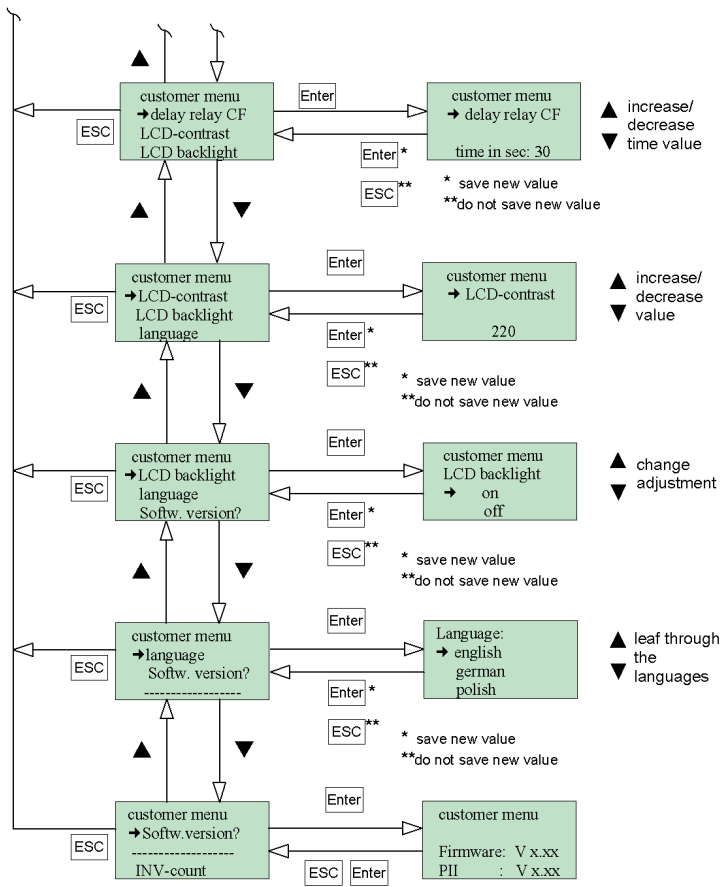 customer menu
➔delay relay CF
LCD-contrast
LCD backlight
ESC
Enter
Enter *
ESC **
customer menu
➔ delay relay CF
time in sec: 30
▲ increase/
decrease
▼ time value
* save new value
**do not save new value
customer menu
➔LCD-contrast
LCD backlight
language
ESC
Enter
Enter *
ESC **
customer menu
➔ LCD-contrast
220
▲ increase/
decrease
▼ value
* save new value
**do not save new value
customer menu
➔LCD backlight
language
Softw. version?
ESC
Enter
Enter *
ESC **
customer menu
LCD backlight
➔ on
off
▲ change
▼ adjustment
* save new value
**do not save new value
customer menu
➔language
Softw. version?
------------------
ESC
Enter
Enter *
ESC **
Language:
➔ english
german
polish
▲ leaf through
the
▼ languages
* save new value
**do not save new value
customer menu
➔Softw.version?
------------------
INV-count
ESC
Enter
ESC Enter
customer menu
Firmware: V x.xx
PII : V x.xx